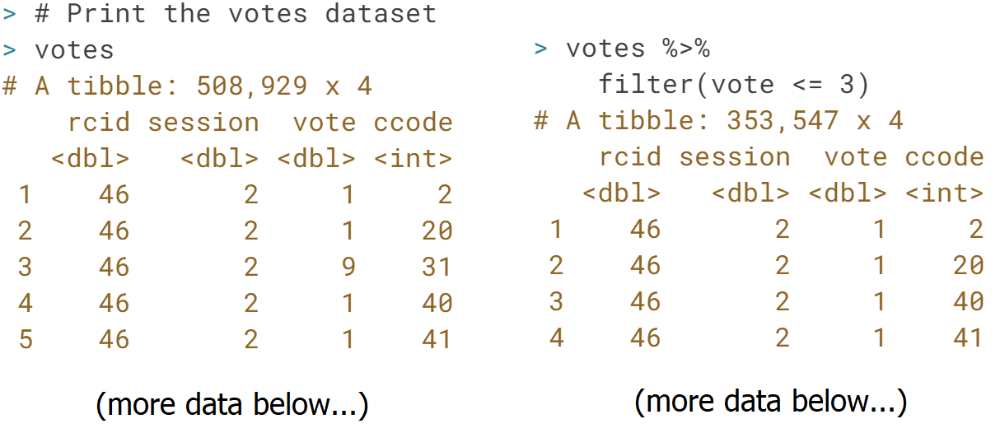 > # Print the votes dataset
> votes
# A tibble: 508,929 x 4
rcid session vote ccode
<dbl> <dbl> <dbl> <int>
1 46 2 1 2
2 46 2 1 20
3 46 2 9 31
4 46 2 1 40
5 46 2 1 41
(more data below...)
> votes %>%
filter(vote <= 3)
# A tibble: 353,547 x 4
rcid session vote ccode
<dbl> <dbl> <dbl> <int>
1 46 2 1 2
2 46 2 1 20
3 46 2 1 40
4 46 2 1 41
(more data below...)